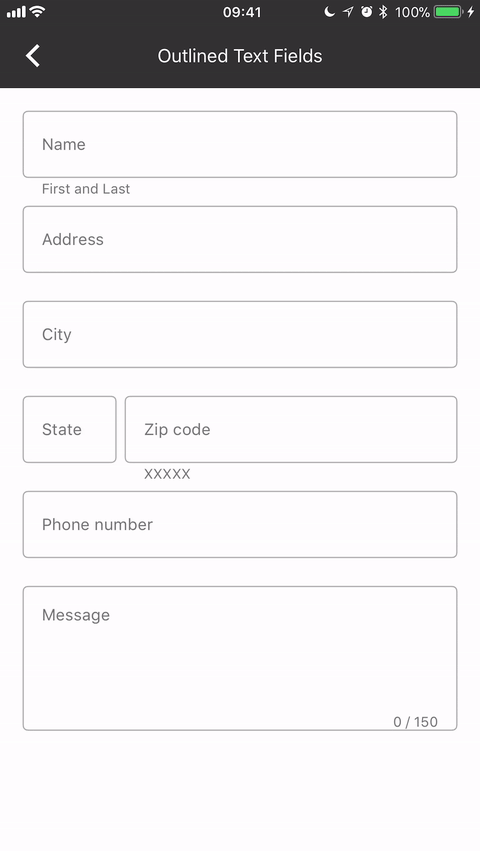 09:41 100%
Outlined Text Fields
Name
First and Last
Address
City
State Zip code
XXXXX
Phone number
Message
0 / 150